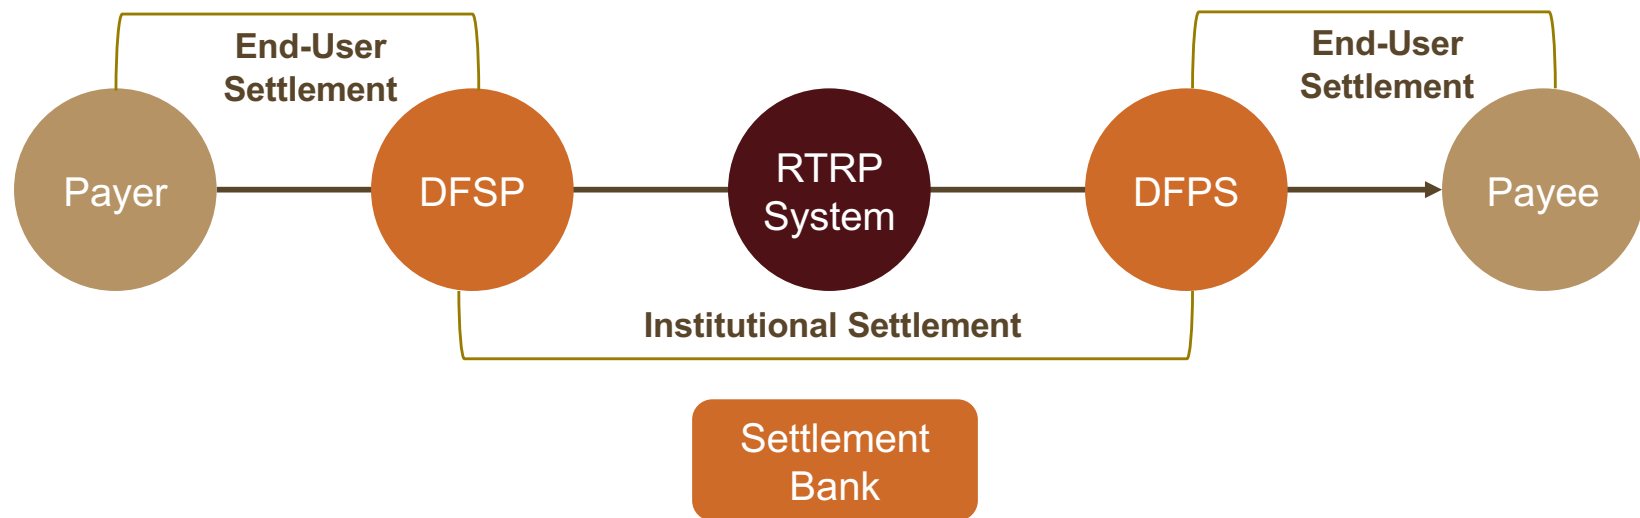 End-User
Settlement
End-User
Settlement
Payer
DFSP
RTRP
System
DFPS
Payee
Institutional Settlement
Settlement
Bank